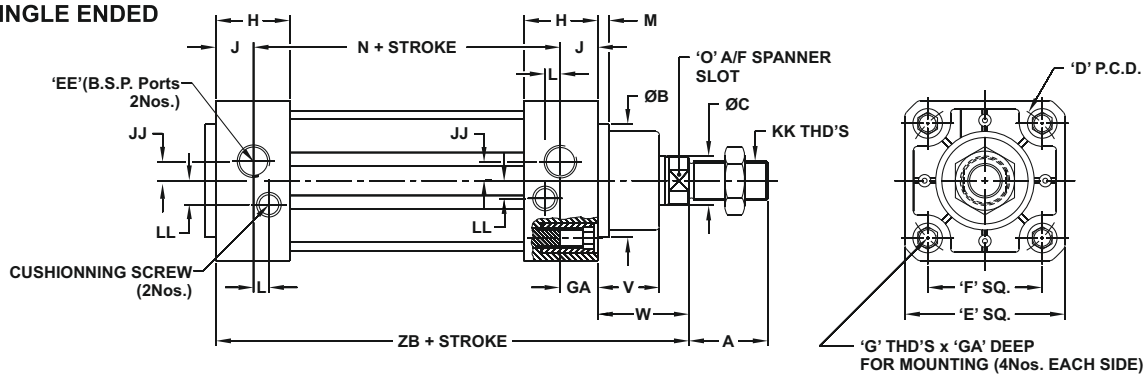 INGLE ENDED
H
H
M
J
N + STROKE
J
'O' A/F SPANNER
SLOT
'D' P.C.D.
L
'EE'(B.S.P. Ports
2Nos.)
ØB
ØC
KK THD'S
JJ
JJ
LL
LL
CUSHIONNING SCREW
(2Nos.)
L
GA
V
W
'F' SQ.
'E' SQ.
ZB + STROKE
A
'G' THD'S x 'GA' DEEP
FOR MOUNTING (4Nos. EACH SIDE)